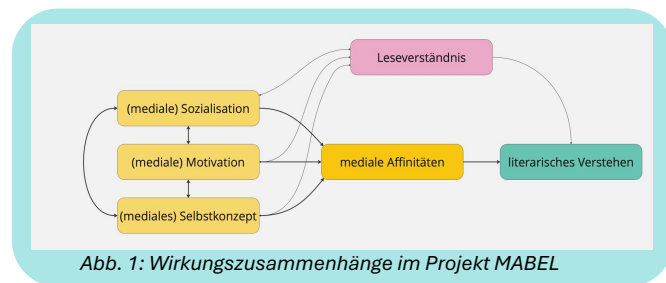 Leseverständnis
(mediale) Sozialisation
(mediale) Motivation
mediale Affinitäten
literarisches Verstehen
(mediales) Selbstkonzept
Abb. 1: Wirkungszusammenhänge im Projekt MABEL